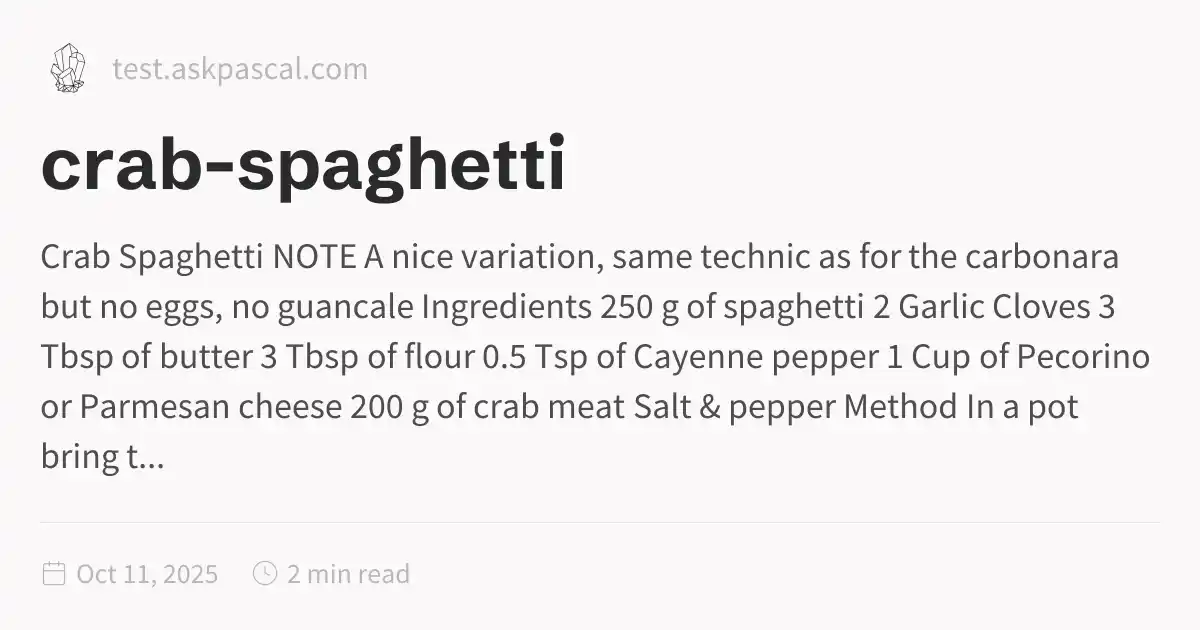 test.askpascal.com
crab-spaghetti
Crab Spaghetti NOTE A nice variation, same technic as for the carbonara
but no eggs, no guancale Ingredients 250 g of spaghetti 2 Garlic Cloves 3
Tbsp of butter 3 Tbsp of flour 0.5 Tsp of Cayenne pepper 1 Cup of Pecorino
or Parmesan cheese 200 g of crab meat Salt & pepper Method In a pot
bring t...
Oct 11, 2025 2 min read